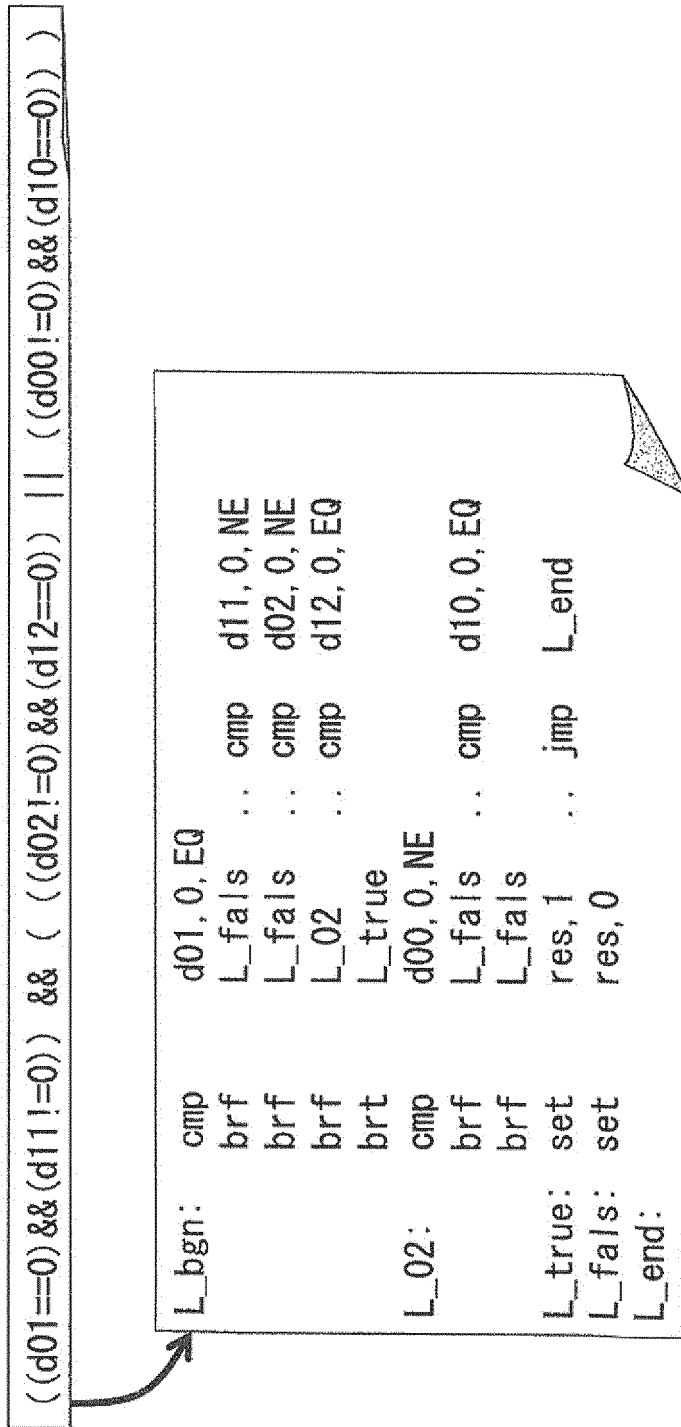 ((d01==0)&&(d11!=0)) && ( ((d02!=0)&&(d12==0)) || ((d00!=0)&&(d10==0)) )
L_bgn: cmp d01,0,EQ
brf L_fals .. cmp d11,0,NE
brf L_fals .. cmp d02,0,NE
brf L_02 .. cmp d12,0,EQ
brt L_true
L_02: cmp d00,0,NE
brf L_fals .. cmp d10,0,EQ
brf L_fals
L_true: set res,1 .. jmp L_end
L_fals: set res,0
L_end: